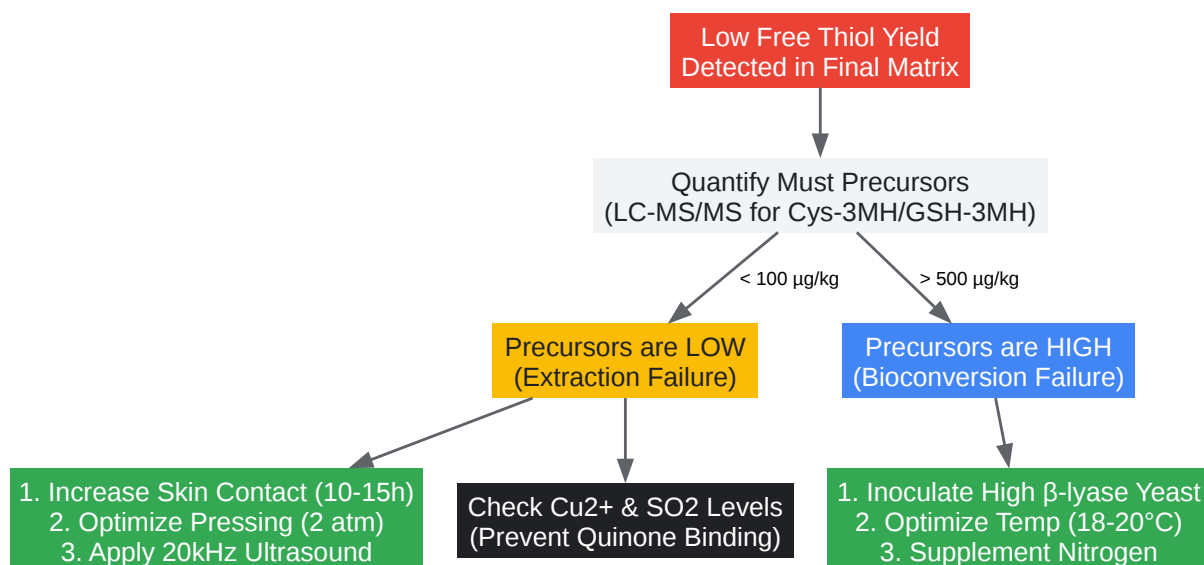 Low Free Thiol Yield
Detected in Final Matrix
Quantify Must Precursors
(LC-MS/MS for Cys-3MH/GSH-3MH)
< 100 µg/kg
> 500 µg/kg
Precursors are LOW
(Extraction Failure)
Precursors are HIGH
(Bioconversion Failure)
1. Increase Skin Contact (10-15h)
2. Optimize Pressing (2 atm)
3. Apply 20kHz Ultrasound
Check Cu2+ & SO2 Levels
(Prevent Quinone Binding)
1. Inoculate High β-lyase Yeast
2. Optimize Temp (18-20°C)
3. Supplement Nitrogen